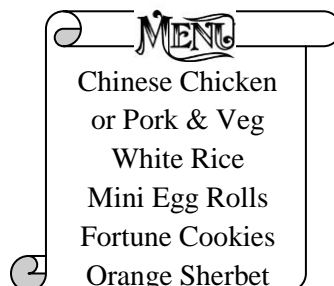 MENU
Chinese Chicken
or Pork & Veg
White Rice
Mini Egg Rolls
Fortune Cookies
Orange Sherbet